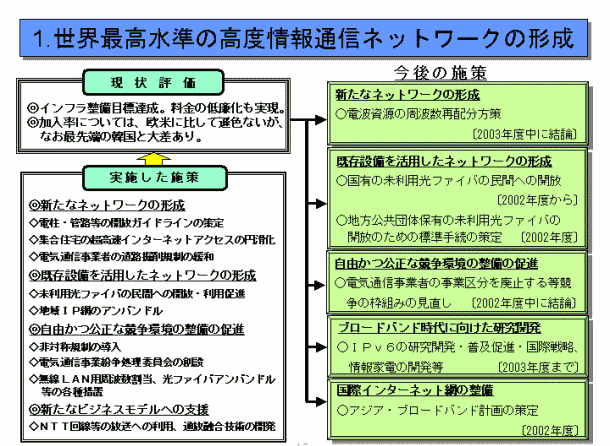 1.世界最高水準の高度情報通信ネットワークの形成
現状評価
◎インフラ整備目標達成。料金の低廉化も実現。
◎加入率については、欧米に比して遜色ないが、
なお最先端の韓国と大差あり。
実施した施策
◎新たなネットワークの形成
◇電柱・管路等の開放ガイドラインの策定
◇集合住宅の超高速インターネットアクセスの円滑化
◇電気通信事業者の道路掘削規制の緩和
◎既存設備を活用したネットワークの形成
◇未利用光ファイバの民間への開放・利用促進
◇地域IP網のアンバンドル
◎自由かつ公正な競争環境の整備の促進
◇非対称規制の導入
◇電気通信事業紛争処理委員会の創設
◇無線LAN用周波数割当、光ファイバアンバンドル
等の各種措置
◎新たなビジネスモデルへの支援
◇NTT回線等の放送への利用、通放融合技術の開発
今後の施策
新たなネットワークの形成
○電波資源の周波数再配分方策
〔2003年度中に結論〕
既存設備を活用したネットワークの形成
○国有の未利用光ファイバの民間への開放
〔2002年度から〕
○地方公共団体保有の未利用光ファイバの
開放のための標準手続の策定 〔2002年度〕
自由かつ公正な競争環境の整備の促進
○電気通信事業者の事業区分を廃止する等競
争の枠組みの見直し 〔2002年度中に結論〕
ブロードバンド時代に向けた研究開発
○IPv6の研究開発・普及促進・国際戦略、
情報家電の開発等 〔2003年度まで〕
国際インターネット網の整備
○アジア・ブロードバンド計画の策定
〔2002年度〕